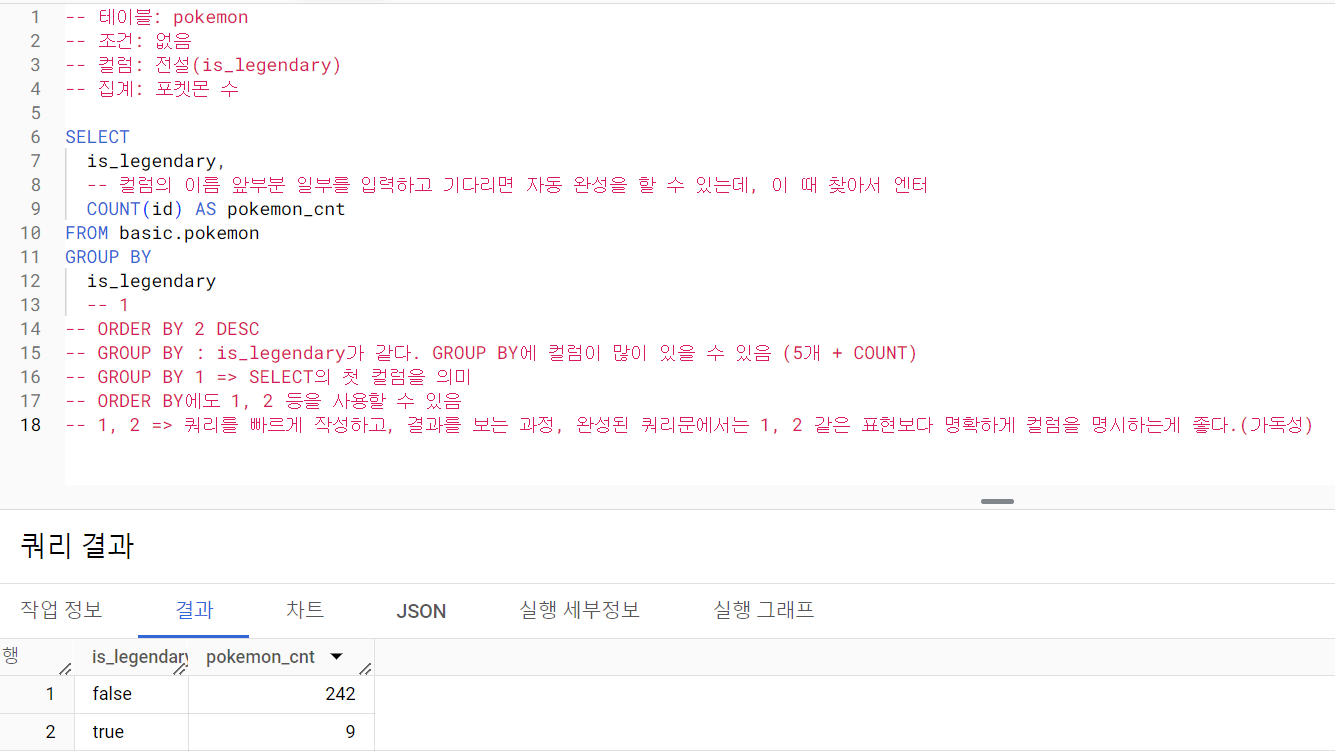 1 -- 테이블: pokemon
2 -- 조건: 없음
3 -- 컬럼: 전설(is_legendary)
4 -- 집계: 포켓몬 수
5
6 SELECT
7 is_legendary,
8 -- 컬럼의 이름 앞부분 일부를 입력하고 기다리면 자동 완성을 할 수 있는데, 이 때 찾아서 엔터
9 COUNT(id) AS pokemon_cnt
10 FROM basic.pokemon
11 GROUP BY
12 is_legendary
13 -- 1
14 -- ORDER BY 2 DESC
15 -- GROUP BY : is_legendary가 같다. GROUP BY에 컬럼이 많이 있을 수 있음 (5개 + COUNT)
16 -- GROUP BY 1 => SELECT의 첫 컬럼을 의미
17 -- ORDER BY에도 1, 2 등을 사용할 수 있음
18 -- 1, 2 => 쿼리를 빠르게 작성하고, 결과를 보는 과정, 완성된 쿼리문에서는 1, 2 같은 표현보다 명확하게 컬럼을 명시하는게 좋다.(가독성)
쿼리 결과
작업 정보 결과 차트 JSON 실행 세부정보 실행 그래프
행 is_legendary pokemon_cnt
1 false 242
2 true 9